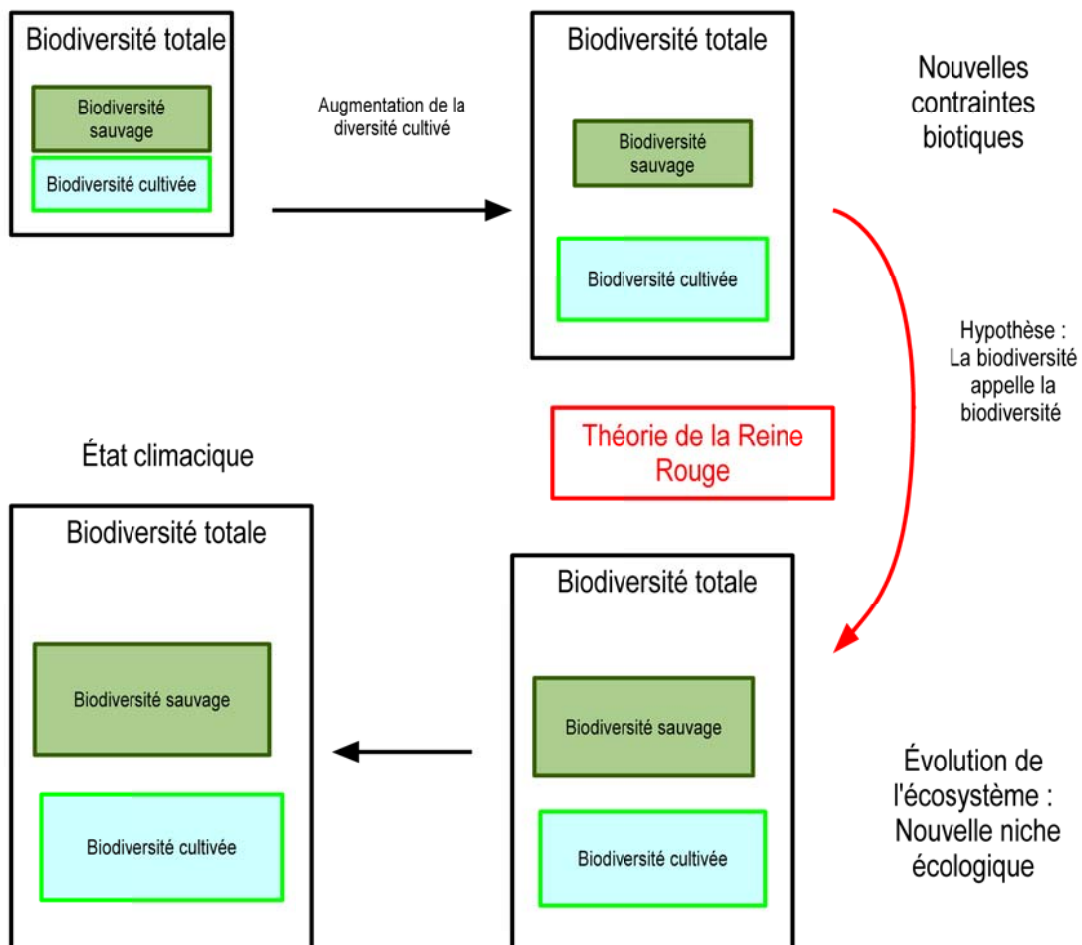 Biodiversité totale
Biodiversité
sauvage
Biodiversité cultivée
Augmentation de la
diversité cultivé
Biodiversité totale
Biodiversité
sauvage
Biodiversité cultivée
Nouvelles
contraintes
biotiques
Hypothèse :
La biodiversité
appelle la
biodiversité
Théorie de la Reine
Rouge
État climacique
Biodiversité totale
Biodiversité sauvage
Biodiversité cultivée
Biodiversité totale
Biodiversité sauvage
Biodiversité cultivée
Évolution de
l'écosystème :
Nouvelle niche
écologique